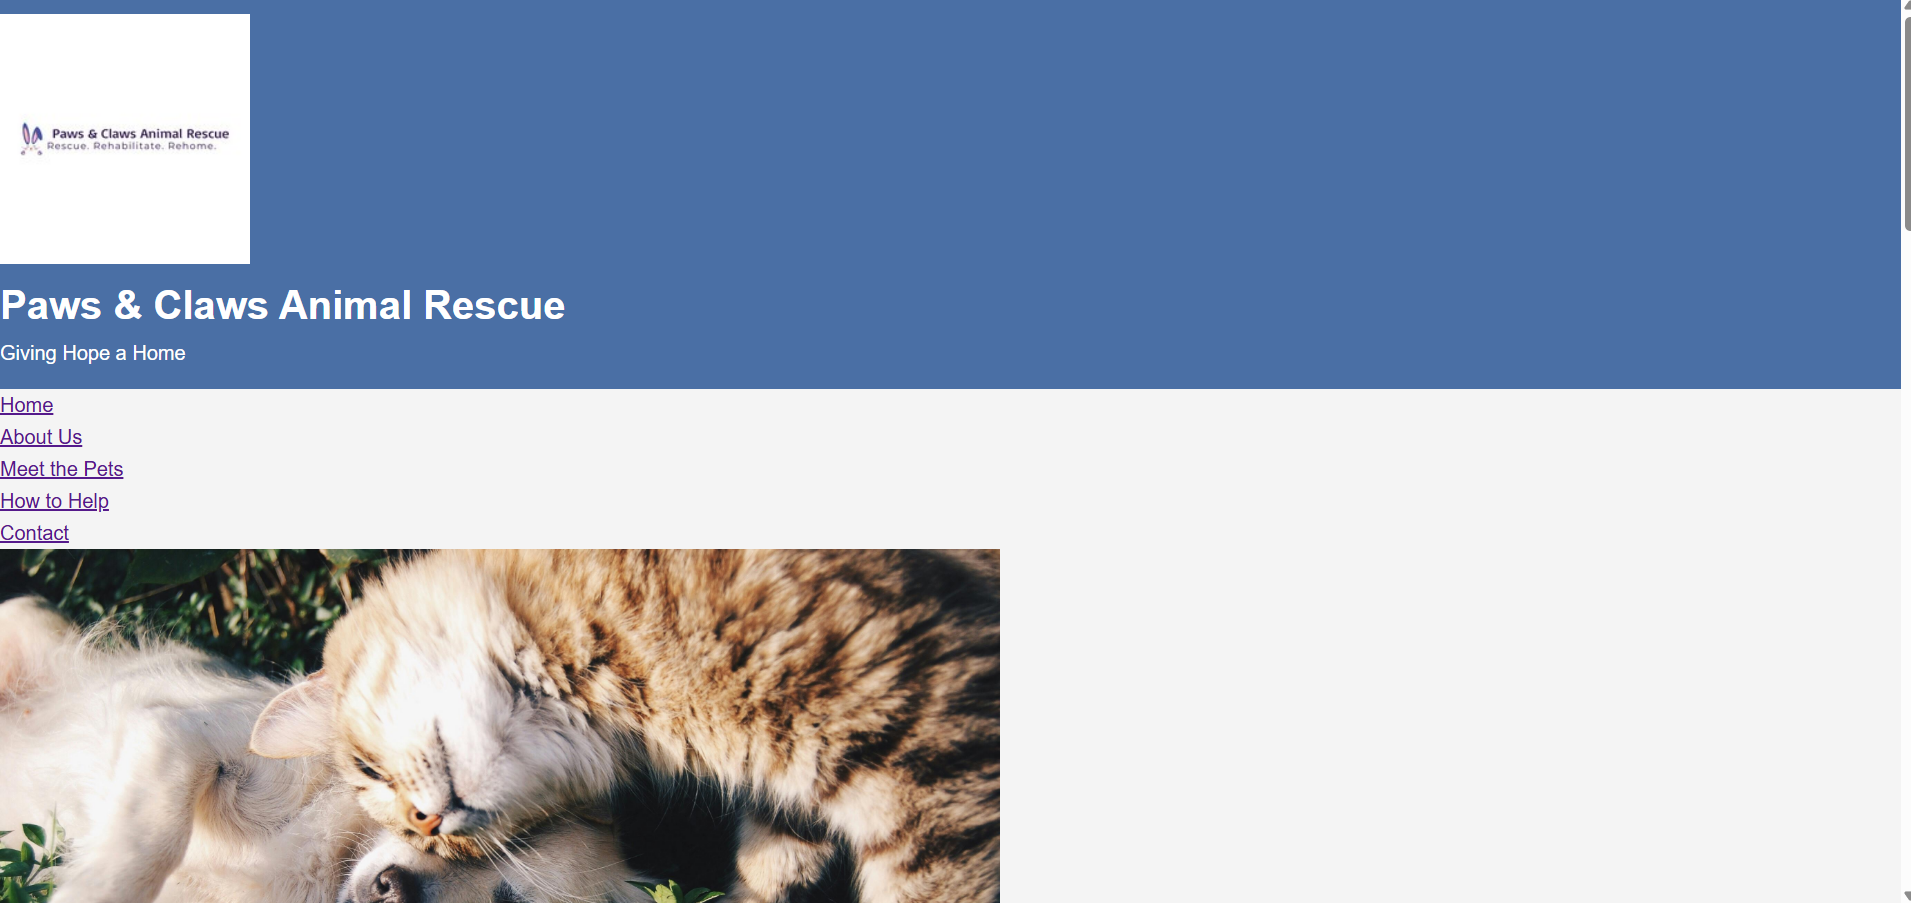 Paws & Claws Animal Rescue
Rescue. Rehabilitate. Rehome.
Paws & Claws Animal Rescue
Giving Hope a Home
Home
About Us
Meet the Pets
How to Help
Contact